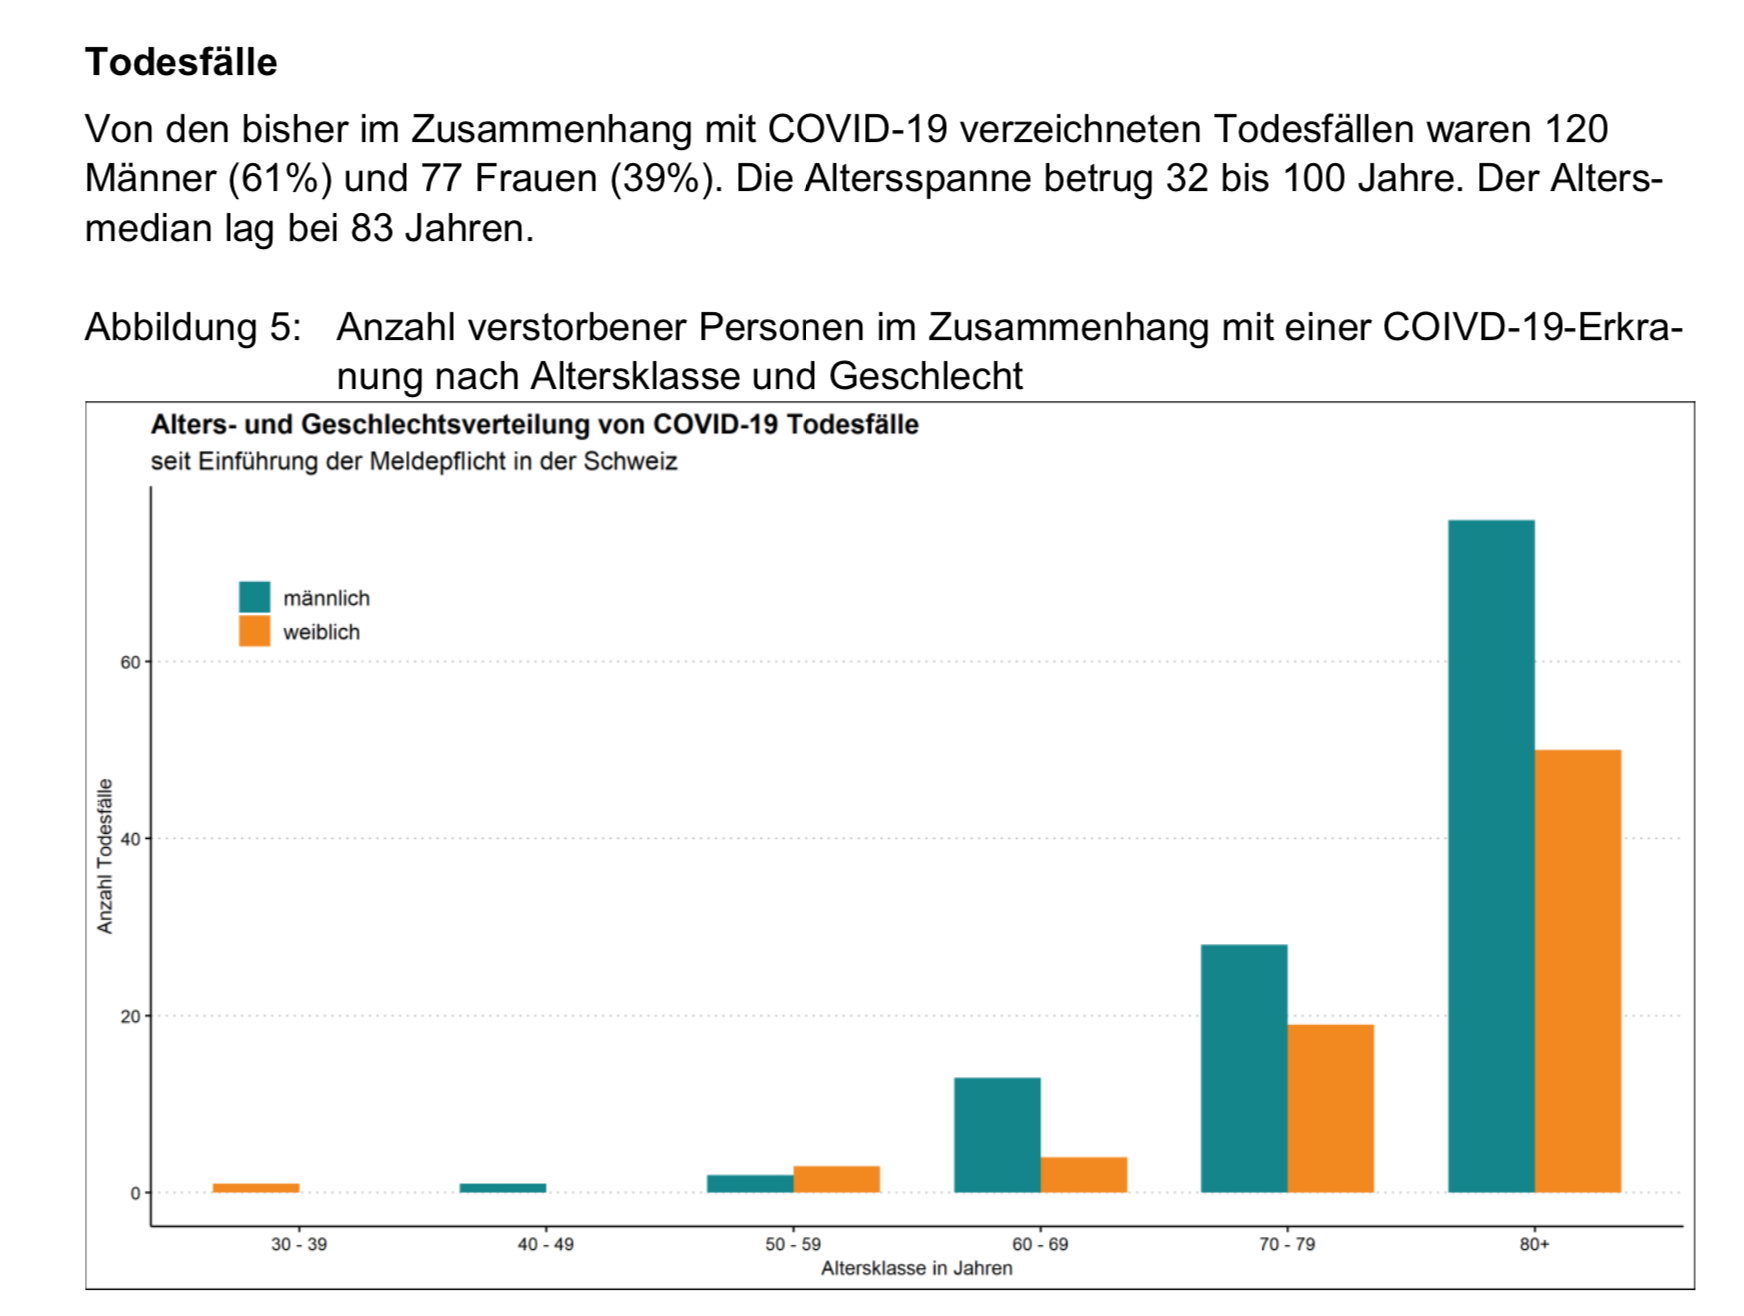 Todesfälle
Von den bisher im Zusammenhang mit COVID-19 verzeichneten Todesfällen waren 120
Männer (61%) und 77 Frauen (39%). Die Altersspanne betrug 32 bis 100 Jahre. Der Alters-
median lag bei 83 Jahren.
Abbildung 5: Anzahl verstorbener Personen im Zusammenhang mit einer COIVD-19-Erkra-
nung nach Altersklasse und Geschlecht
Alters- und Geschlechtsverteilung von COVID-19 Todesfälle
seit Einführung der Meldepflicht in der Schweiz
männlich
weiblich
60
40
20
0
Anzahl Todesfälle
30 - 39
40 - 49
50 - 59
60 - 69
70 - 79
80+
Altersklasse in Jahren